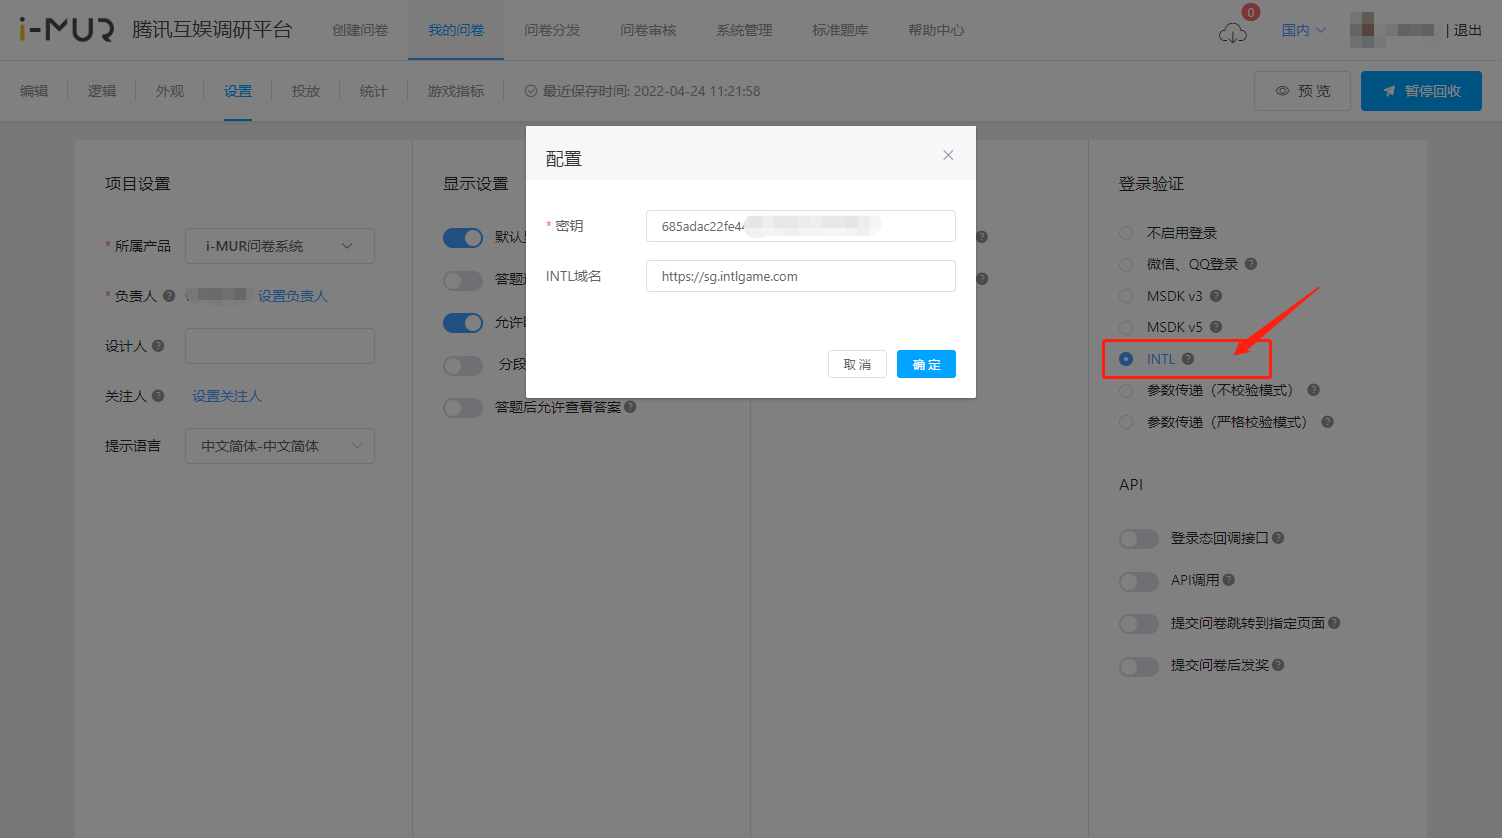 i-MUR 腾讯互娱调研平台 创建问卷 我的问卷 问卷分发 问卷审核 系统管理 标准题库 帮助中心 0 国内 | 退出
编辑 逻辑 外观 设置 投放 统计 游戏指标 最近保存时间: 2022-04-24 11:21:58 预 览 暂停回收
配置
* 密钥 685adac22fe4
INTL域名 https://sg.intlgame.com
取 消 确 定
项目设置
* 所属产品 i-MUR问卷系统
* 负责人 ? 设置负责人
设计人 ?
关注人 ? 设置关注人
提示语言 中文简体-中文简体
显示设置
默认
答题
允许
分段
答题后允许查看答案 ?
?
?
登录验证
不启用登录
微信、QQ登录 ?
MSDK v3 ?
MSDK v5 ?
INTL ?
参数传递（不校验模式） ?
参数传递（严格校验模式） ?
API
登录态回调接口 ?
API调用 ?
提交问卷跳转到指定页面 ?
提交问卷后发奖 ?